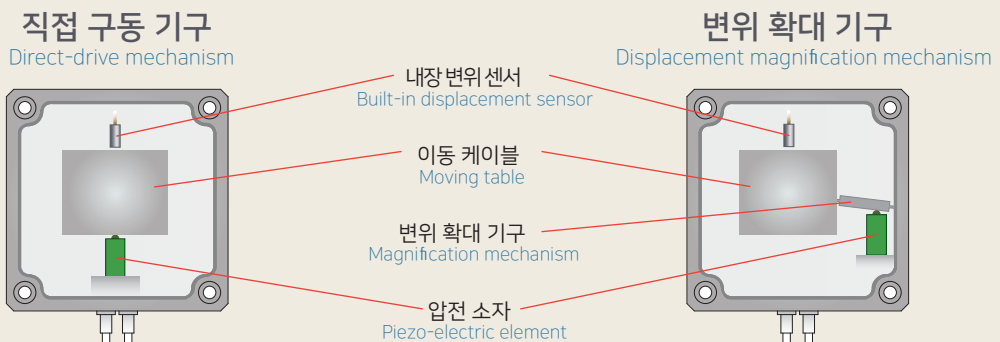 직접 구동 기구
Direct-drive mechanism
변위 확대 기구
Displacement magnification mechanism
내장 변위 센서
Built-in displacement sensor
이동 케이블
Moving table
변위 확대 기구
Magnification mechanism
압전 소자
Piezo-electric element